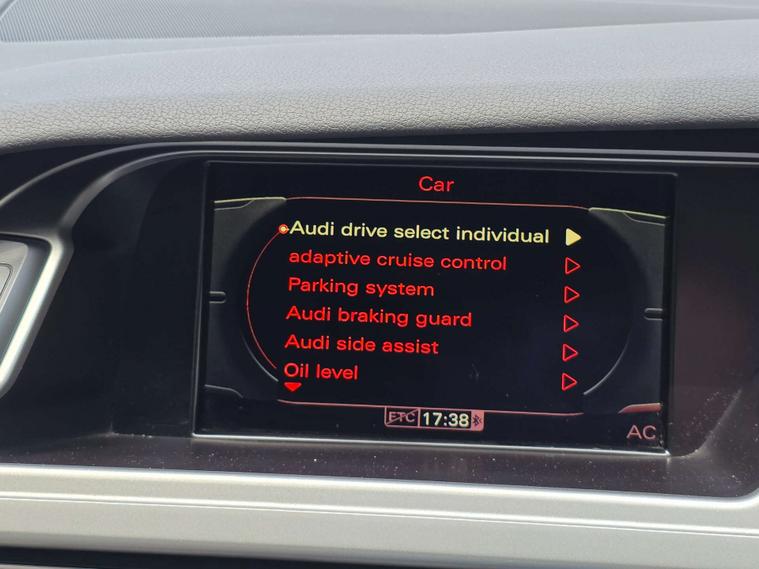 Car
Audi drive select individual
adaptive cruise control
Parking system
Audi braking guard
Audi side assist
Oil level
ETC 17:38
AC